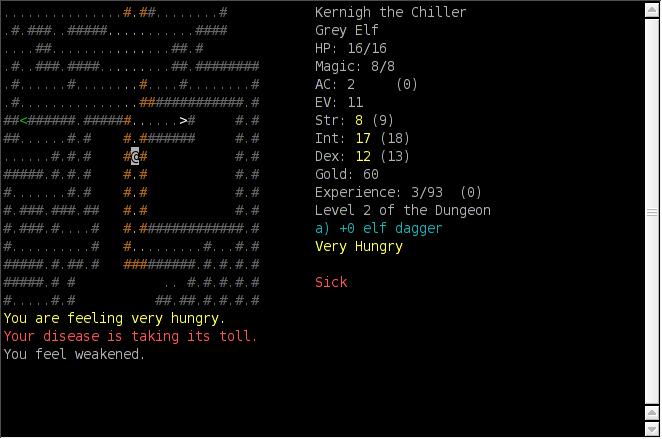 Kernigh the Chiller
Grey Elf
HP: 16/16
Magic: 8/8
AC: 2 (0)
EV: 11
Str: 8 (9)
Int: 17 (18)
Dex: 12 (13)
Gold: 60
Experience: 3/93 (0)
Level 2 of the Dungeon
a) +0 elf dagger
Very Hungry
Sick
You are feeling very hungry.
Your disease is taking its toll.
You feel weakened.